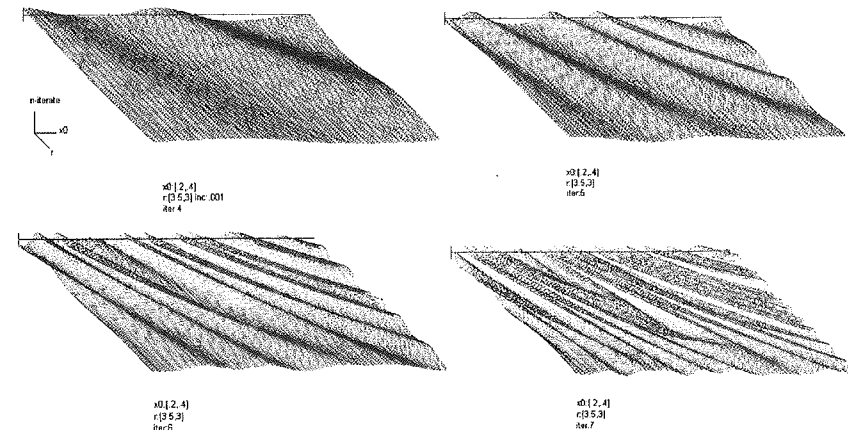 n-iterate
x0
r
x0:[.2,.4]
r:[3.5,3] inc:.001
iter:4
x0:[.2,.4]
r:[3.5,3]
iter:5
x0:[.2,.4]
r:[3.5,3]
iter:6
x0:[.2,.4]
r:[3.5,3]
iter:7